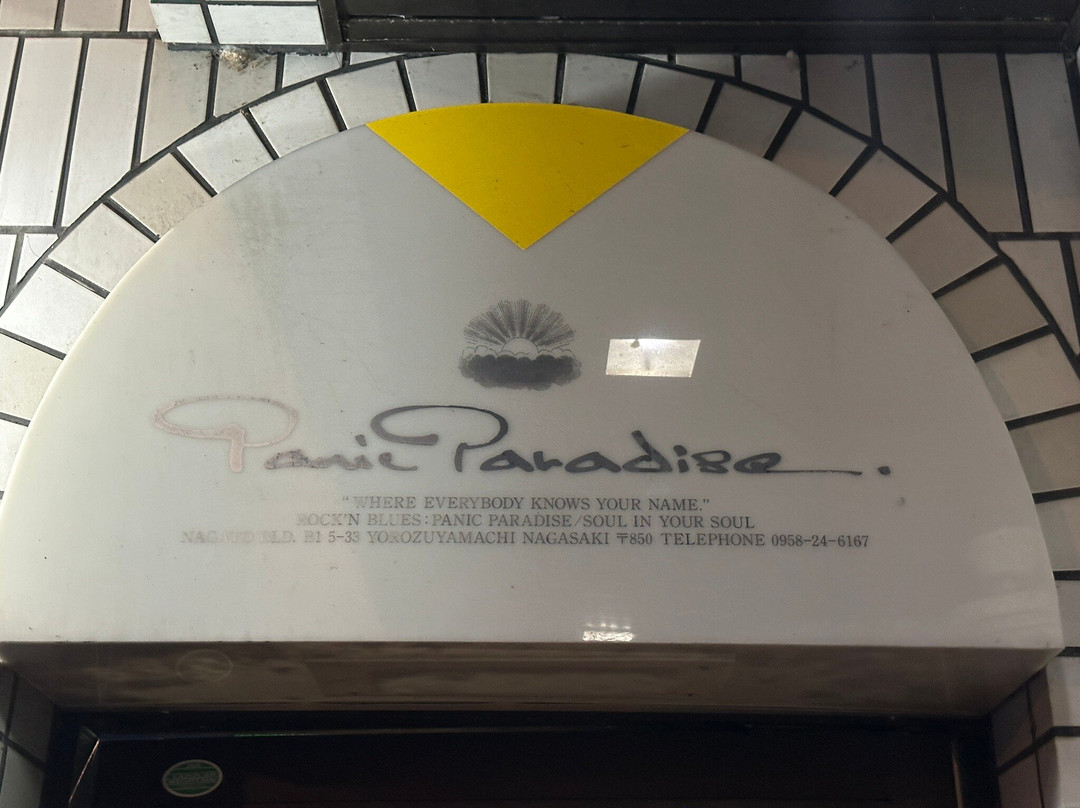 Panic Paradise.
"WHERE EVERYBODY KNOWS YOUR NAME."
ROCK'N BLUES:PANIC PARADISE/SOUL IN YOUR SOUL
BLD. B1 5-33 YOROZUYAMACHI NAGASAKI 〒850 TELEPHONE 0958-24-6167